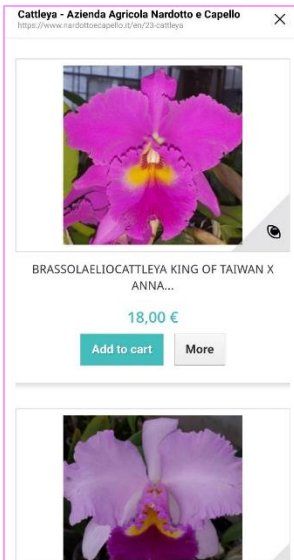 Cattleya - Azienda Agricola Nardotto e Capello
https://www.nardottoecapello.it/en/23-cattleya
BRASSOLAELIOCATTLEYA KING OF TAIWAN X
ANNA...
18,00 €
Add to cart More